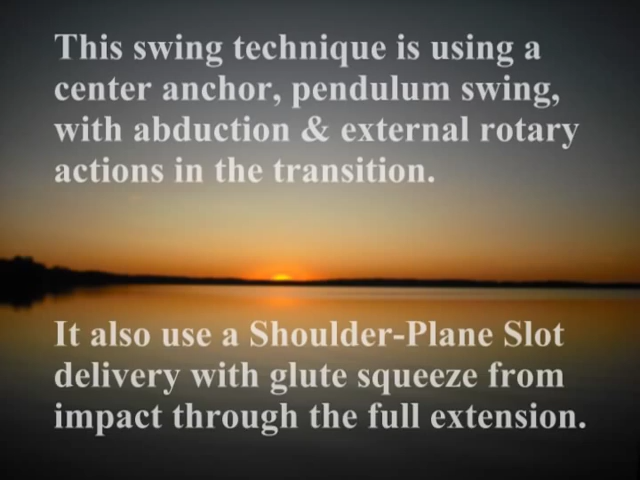 This swing technique is using a
center anchor, pendulum swing,
with abduction & external rotary
actions in the transition.
It also use a Shoulder-Plane Slot
delivery with glute squeeze from
impact through the full extension.